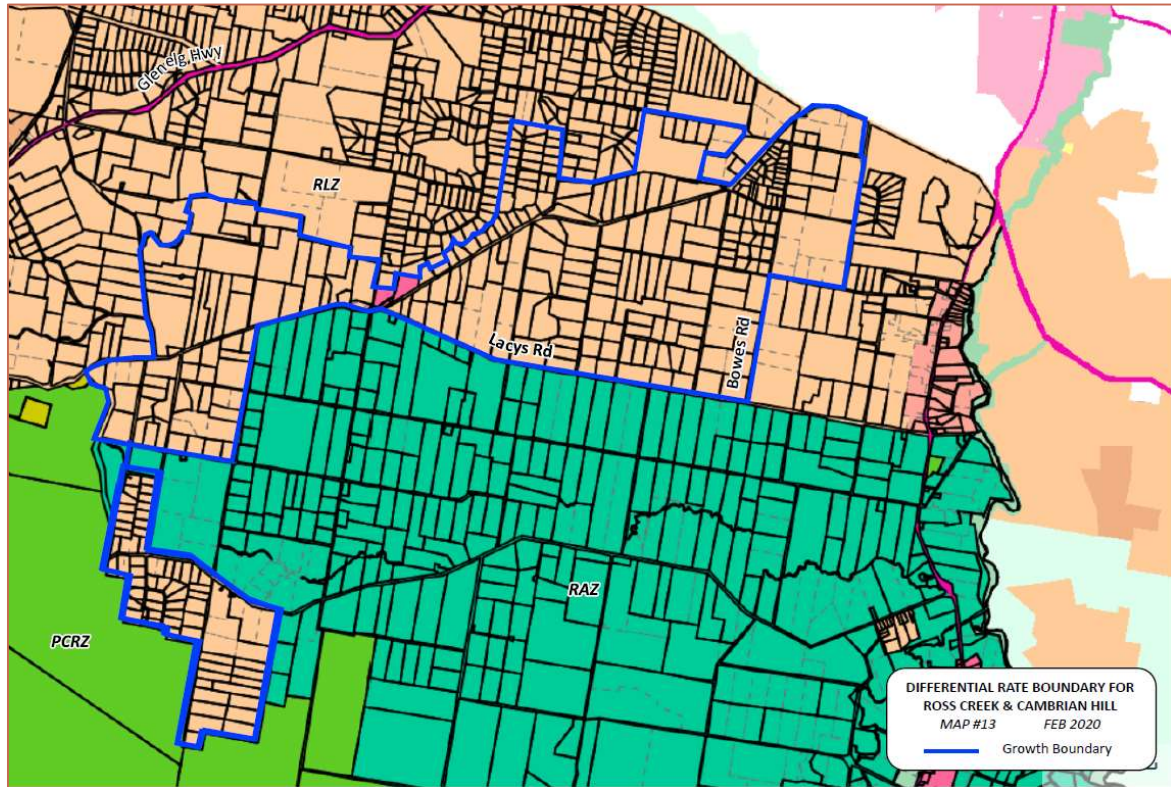 Glenelg Hwy
RLZ
Lacys Rd
Bowes Rd
RAZ
PCRZ
DIFFERENTIAL RATE BOUNDARY FOR
ROSS CREEK & CAMBRIAN HILL
MAP #13 FEB 2020
Growth Boundary